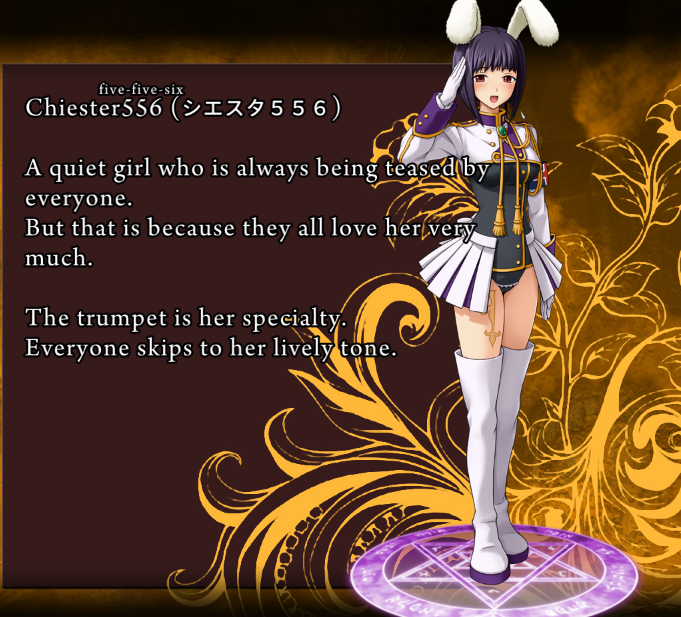 five-five-six
Chiester556 (シエスタ５５６)
A quiet girl who is always being teased by
everyone.
But that is because they all love her very
much.
The trumpet is her specialty.
Everyone skips to her lively tone.